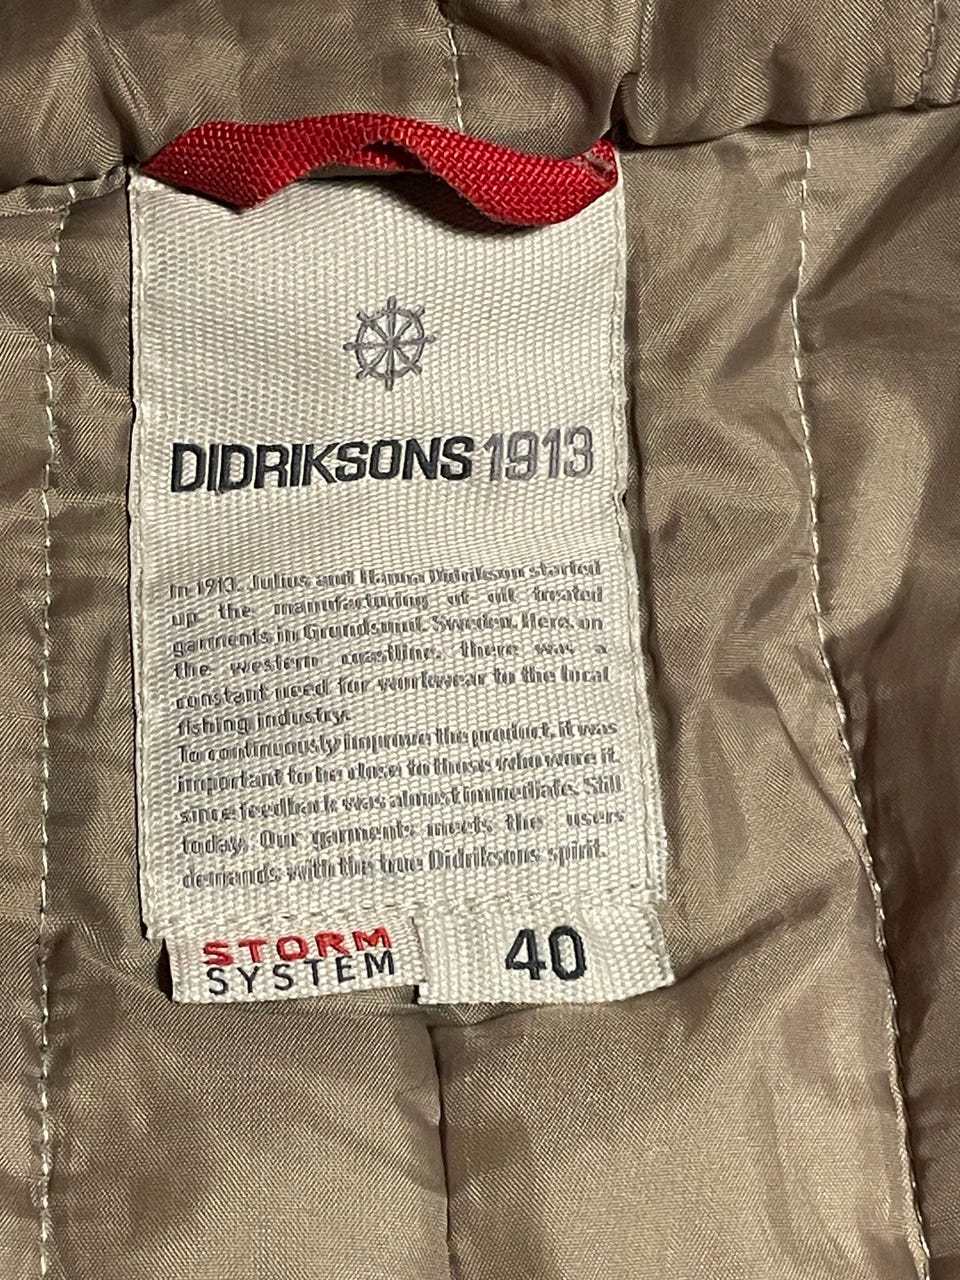 DIDRIKSONS 1913
In 1913, Julius and Hanna Didrikson started
up the manufacturing of oil treated
garments in Grundsund, Sweden. Here, on
the western coastline, there was a
constant need for workwear to the local
fishing industry.
To continuously improve the product, it was
important to be close to those who wore it,
since feedback was almost immediate. Still
today, Our garments meets the users
demands with the true Didriksons spirit.
STORM
SYSTEM
40